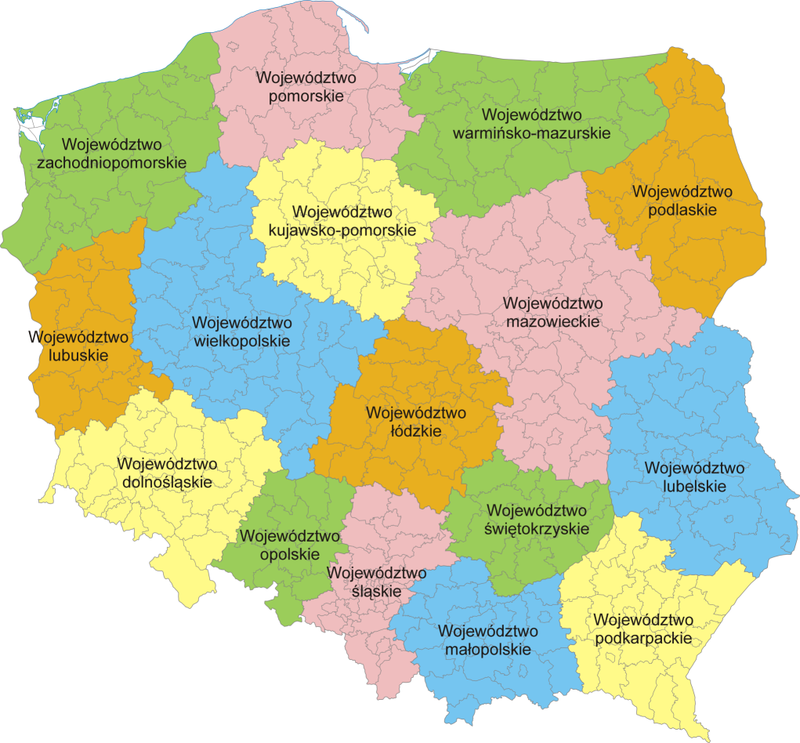 Województwo
pomorskie
Województwo
warmińsko-mazurskie
Województwo
zachodniopomorskie
Województwo
podlaskie
Województwo
kujawsko-pomorskie
Województwo
mazowieckie
Województwo
wielkopolskie
Województwo
lubuskie
Województwo
łódzkie
Województwo
dolnośląskie
Województwo
lubelskie
Województwo
świętokrzyskie
Województwo
opolskie
Województwo
śląskie
Województwo
podkarpackie
Województwo
małopolskie